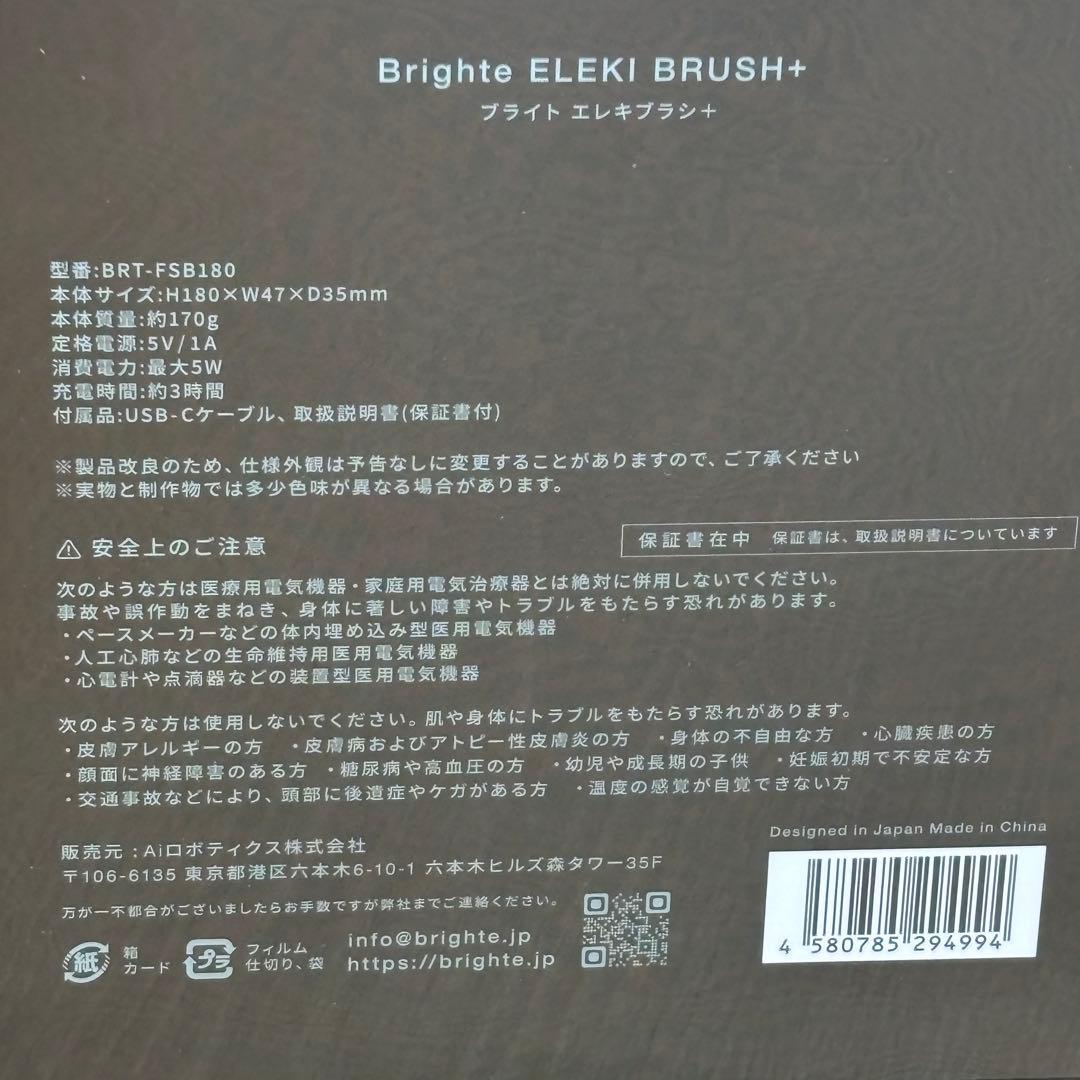 Brighte ELEKI BRUSH+
ブライト エレキブラシ＋
型番:BRT-FSB180
本体サイズ:H180×W47×D35mm
本体質量:約170g
定格電源:5V/1A
消費電力:最大5W
充電時間:約3時間
付属品:USB-Cケーブル、取扱説明書(保証書付)
※製品改良のため、仕様外観は予告なしに変更することがありますので、ご了承ください
※実物と制作物では多少色味が異なる場合があります。
⚠ 安全上のご注意
保証書在中 保証書は、取扱説明書についています
次のような方は医療用電気機器・家庭用電気治療器とは絶対に併用しないでください。
事故や誤作動をまねき、身体に著しい障害やトラブルをもたらす恐れがあります。
・ペースメーカーなどの体内埋め込み型医用電気機器
・人工心肺などの生命維持用医用電気機器
・心電計や点滴器などの装置型医用電気機器
次のような方は使用しないでください。肌や身体にトラブルをもたらす恐れがあります。
・皮膚アレルギーの方 ・皮膚病およびアトピー性皮膚炎の方 ・身体の不自由な方 ・心臓疾患の方
・顔面に神経障害のある方 ・糖尿病や高血圧の方 ・幼児や成長期の子供 ・妊娠初期で不安定な方
・交通事故などにより、頭部に後遺症やケガがある方 ・温度の感覚が自覚できない方
販売元：Aiロボティクス株式会社
〒106-6135 東京都港区六本木6-10-1 六本木ヒルズ森タワー35F
万が一不都合がございましたらお手数ですが弊社までご連絡ください。
紙 箱
カード
プラ フィルム
仕切り、袋
info@brighte.jp
https://brighte.jp
Designed in Japan Made in China
4 580785 294994